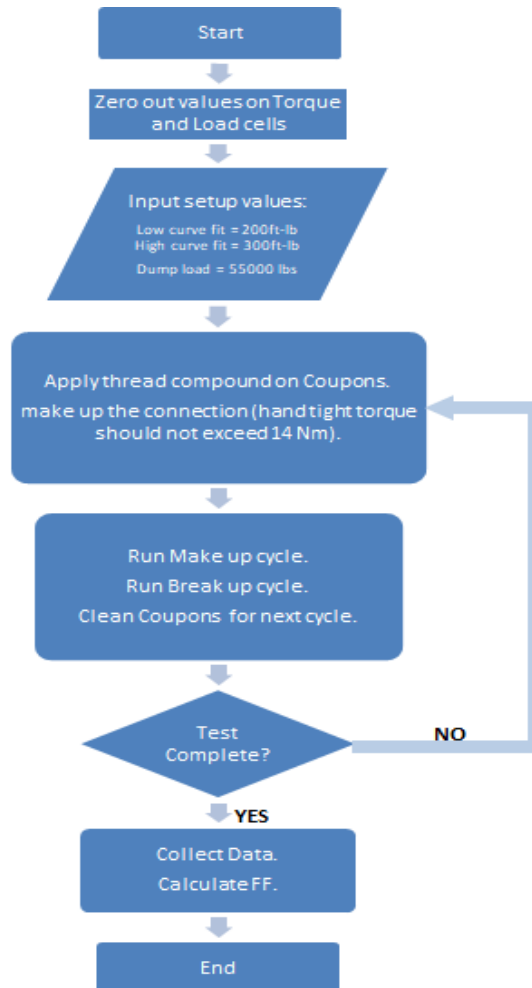 Start
Zero out values on Torque
and Load cells
Input setup values:
Low curve fit = 200ft-lb
High curve fit = 300ft-lb
Dump load = 55000 lbs
Apply thread compound on Coupons.
make up the connection (hand tight torque
should not exceed 14 Nm).
Run Make up cycle.
Run Break up cycle.
Clean Coupons for next cycle.
Test
Complete?
NO
YES
Collect Data.
Calculate FF.
End